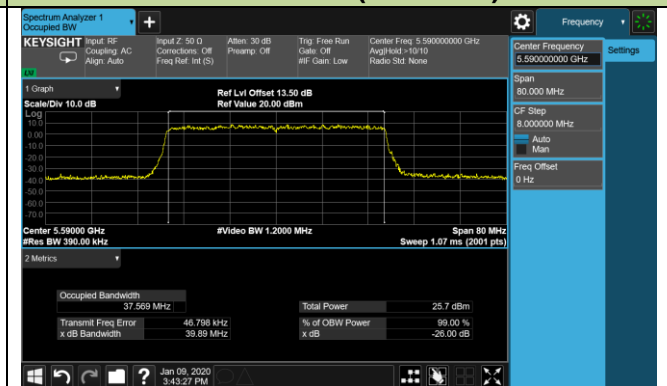 Spectrum Analyzer 1
Occupied BW
+
Frequency
KEYSIGHT
Input: RF
Coupling: AC
Align: Auto
Input Z: 50 Ω
Corrections: Off
Freq Ref: Int (S)
Atten: 30 dB
Preamp: Off
Trig: Free Run
Gate: Off
#IF Gain: Low
Center Freq: 5.590000000 GHz
Avg|Hold:>10/10
Radio Std: None
Center Frequency
5.590000000 GHz
Settings
Span
80.000 MHz
CF Step
8.000000 MHz
Auto
Man
Freq Offset
0 Hz
1 Graph
Scale/Div 10.0 dB
Ref Lvl Offset 13.50 dB
Ref Value 20.00 dBm
Log
10.0
0.00
-10.0
-20.0
-30.0
-40.0
-50.0
-60.0
-70.0
Center 5.59000 GHz
#Video BW 1.2000 MHz
Span 80 MHz
#Res BW 390.00 kHz
Sweep 1.07 ms (2001 pts)
2 Metrics
Occupied Bandwidth
37.569 MHz
Total Power 25.7 dBm
Transmit Freq Error 46.798 kHz
% of OBW Power 99.00 %
x dB Bandwidth 39.89 MHz
x dB -26.00 dB
?
Jan 09, 2020
3:43:27 PM